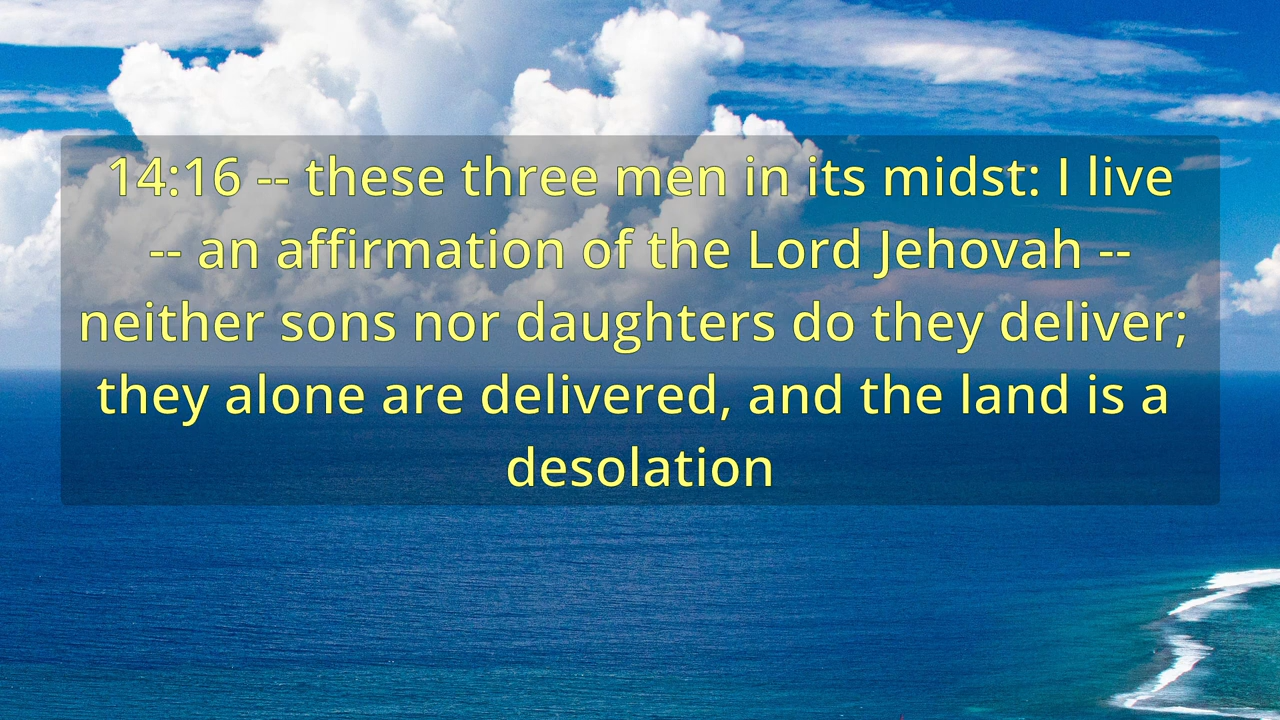 14:16 -- these three men in its midst: I live
-- an affirmation of the Lord Jehovah --
neither sons nor daughters do they deliver;
they alone are delivered, and the land is a
desolation